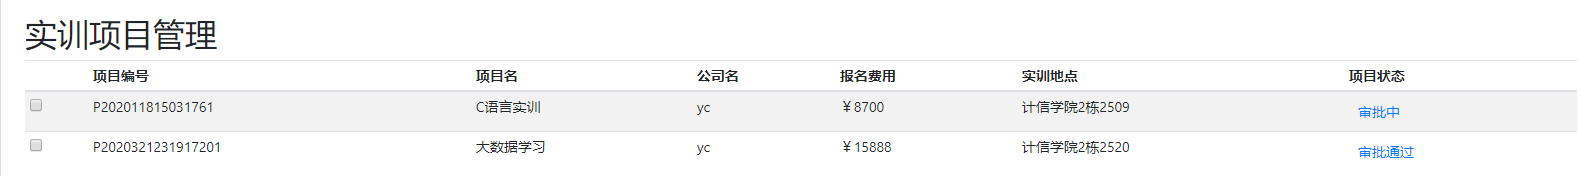 实训项目管理
项目编号 项目名 公司名 报名费用 实训地点 项目状态
P202011815031761 C语言实训 yc ￥8700 计信学院2栋2509 审批中
P2020321231917201 大数据学习 yc ￥15888 计信学院2栋2520 审批通过